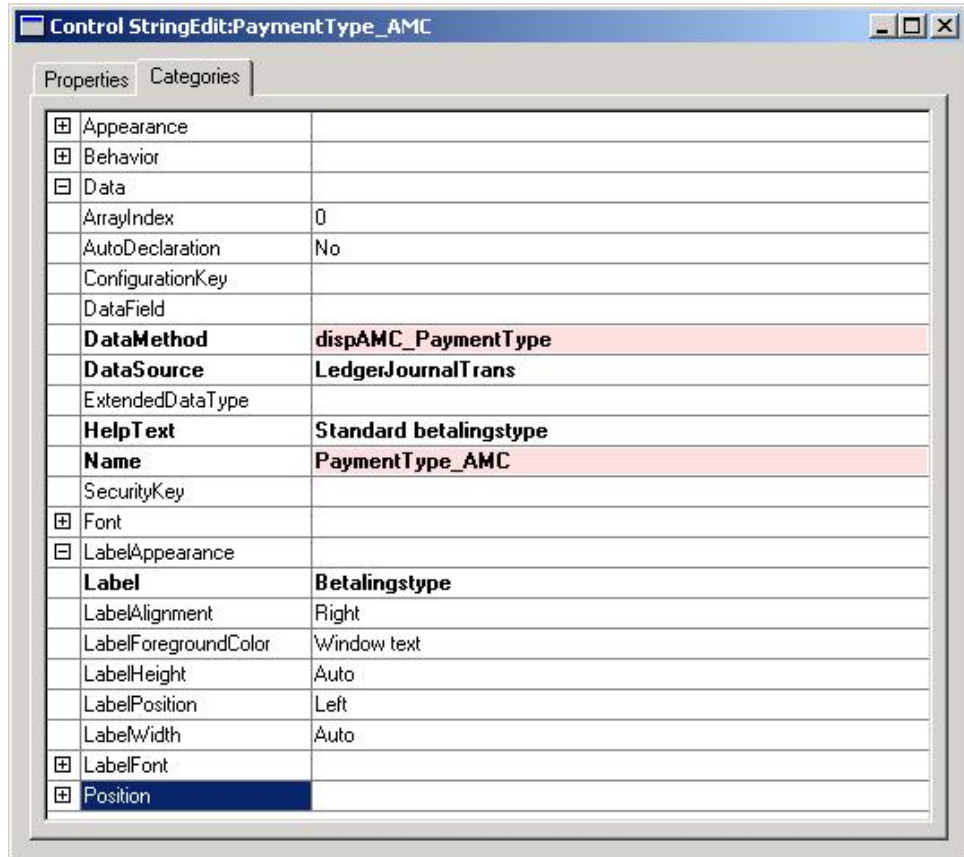 Control StringEdit:PaymentType_AMC
Properties Categories
Appearance
Behavior
Data
ArrayIndex 0
AutoDeclaration No
ConfigurationKey
DataField
DataMethod dispAMC_PaymentType
DataSource LedgerJournalTrans
ExtendedDataType
HelpText Standard betalingstype
Name PaymentType_AMC
SecurityKey
Font
LabelAppearance
Label Betalingstype
LabelAlignment Right
LabelForegroundColor Window text
LabelHeight Auto
LabelPosition Left
LabelWidth Auto
LabelFont
Position